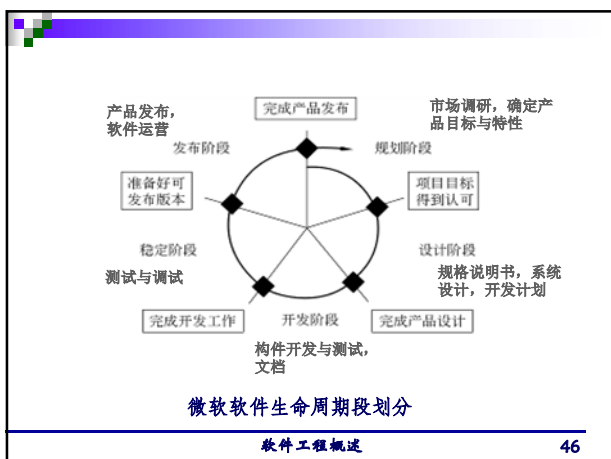 完成产品发布
产品发布，
软件运营
市场调研，确定产
品目标与特性
发布阶段
规划阶段
准备好可
发布版本
项目目标
得到认可
稳定阶段
设计阶段
测试与调试
规格说明书，系统
设计，开发计划
完成开发工作
开发阶段
完成产品设计
构件开发与测试，
文档
微软软件生命周期段划分
软件工程概述
46